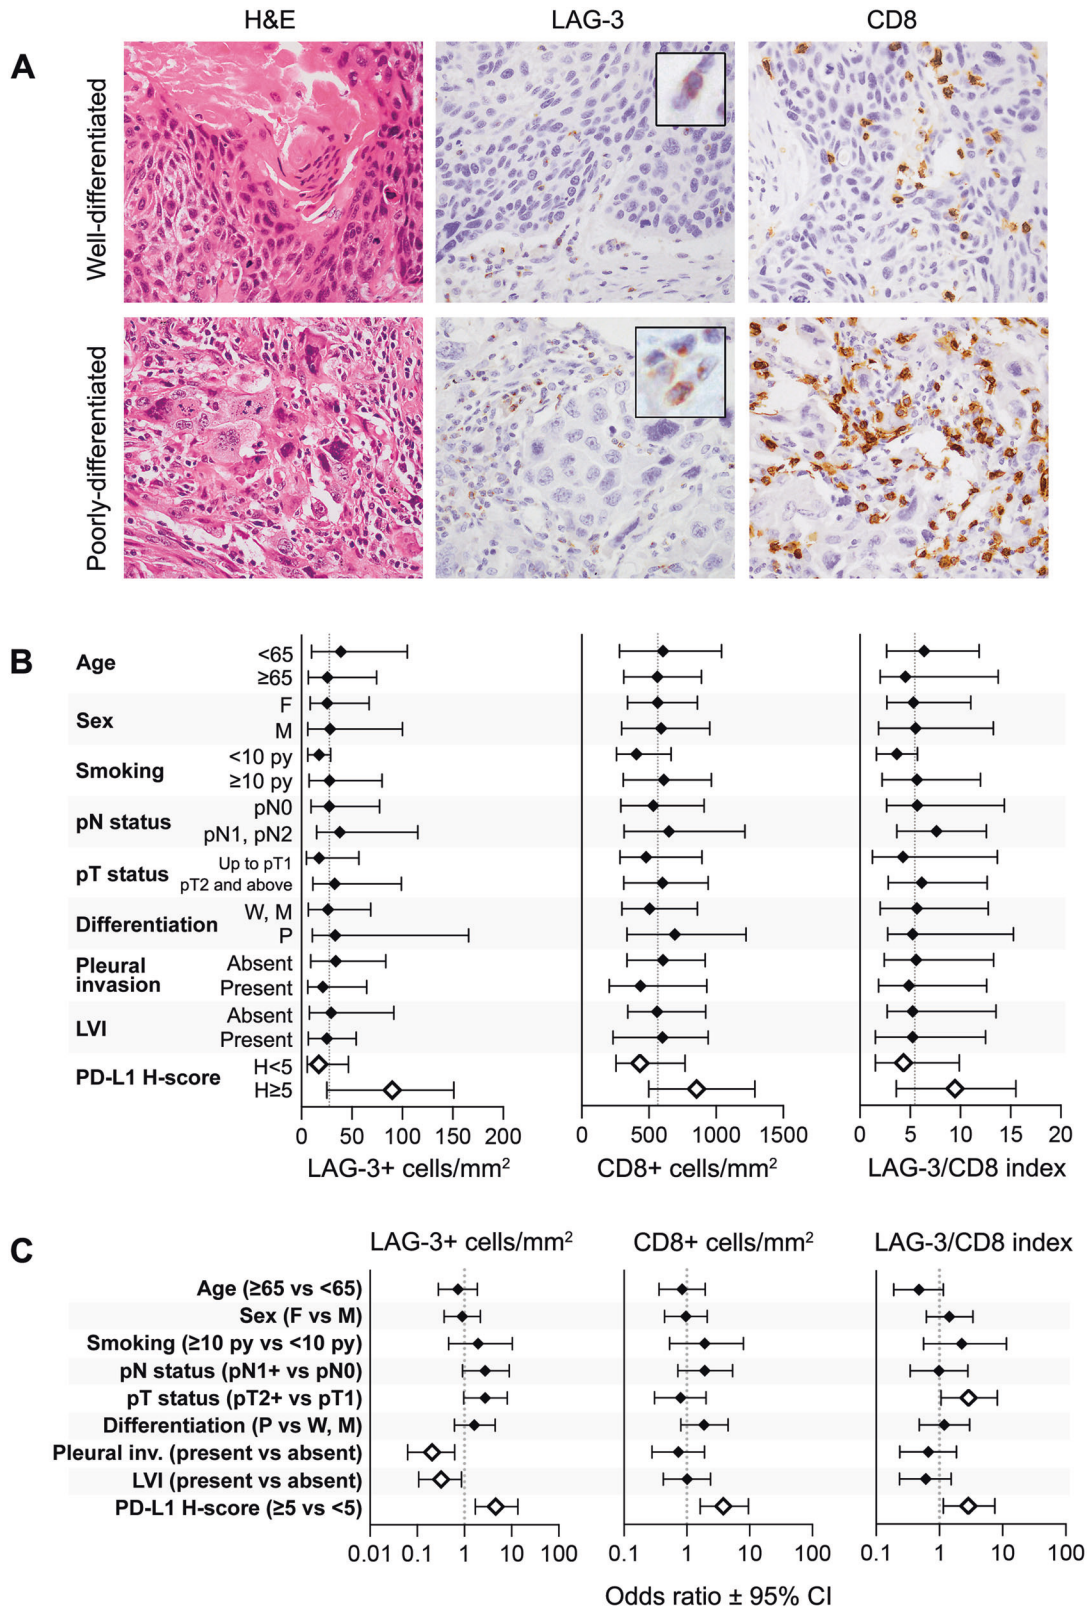 H&E LAG-3 CD8
A
Well-differentiated
Poorly-differentiated
B
Age <65
≥65
Sex F
M
Smoking <10 py
≥10 py
pN status pN0
pN1, pN2
pT status Up to pT1
pT2 and above
Differentiation W, M
P
Pleural invasion Absent
Present
LVI Absent
Present
PD-L1 H-score H<5
H≥5
0 50 100 150 200 0 500 1000 1500 0 5 10 15 20
LAG-3+ cells/mm² CD8+ cells/mm² LAG-3/CD8 index
C
LAG-3+ cells/mm² CD8+ cells/mm² LAG-3/CD8 index
Age (≥65 vs <65)
Sex (F vs M)
Smoking (≥10 py vs <10 py)
pN status (pN1+ vs pN0)
pT status (pT2+ vs pT1)
Differentiation (P vs W, M)
Pleural inv. (present vs absent)
LVI (present vs absent)
PD-L1 H-score (≥5 vs <5)
0.01 0.1 1 10 100 0.1 1 10 100 0.1 1 10 100
Odds ratio ± 95% CI